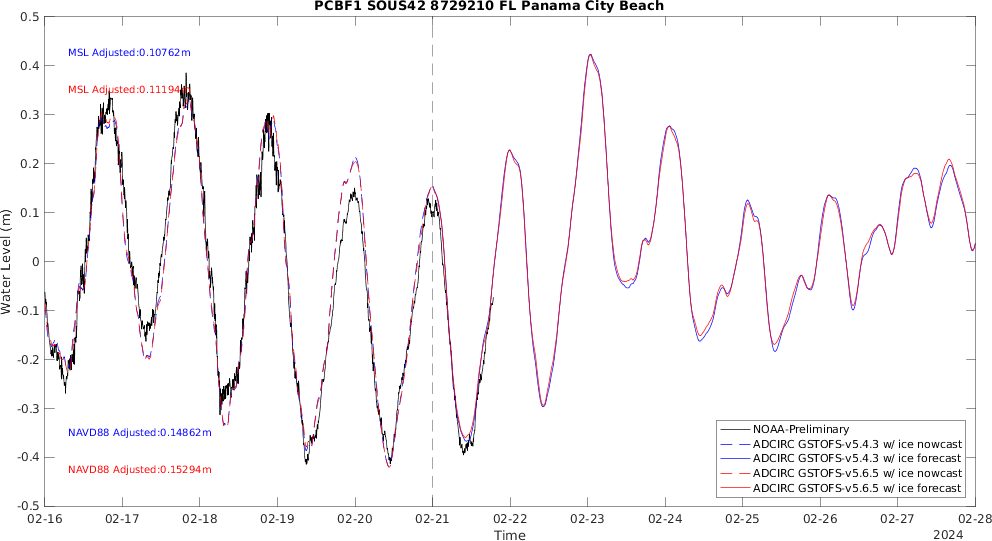 PCBF1 SOUS42 8729210 FL Panama City Beach
0.5
0.4
0.3
0.2
0.1
0
-0.1
-0.2
-0.3
-0.4
-0.5
Water Level (m)
MSL Adjusted:0.10762m
MSL Adjusted:0.11194m
NAVD88 Adjusted:0.14862m
NAVD88 Adjusted:0.15294m
NOAA-Preliminary
ADCIRC GSTOFS-v5.4.3 w/ ice nowcast
ADCIRC GSTOFS-v5.4.3 w/ ice forecast
ADCIRC GSTOFS-v5.6.5 w/ ice nowcast
ADCIRC GSTOFS-v5.6.5 w/ ice forecast
02-16 02-17 02-18 02-19 02-20 02-21 02-22 02-23 02-24 02-25 02-26 02-27 02-28
Time
2024